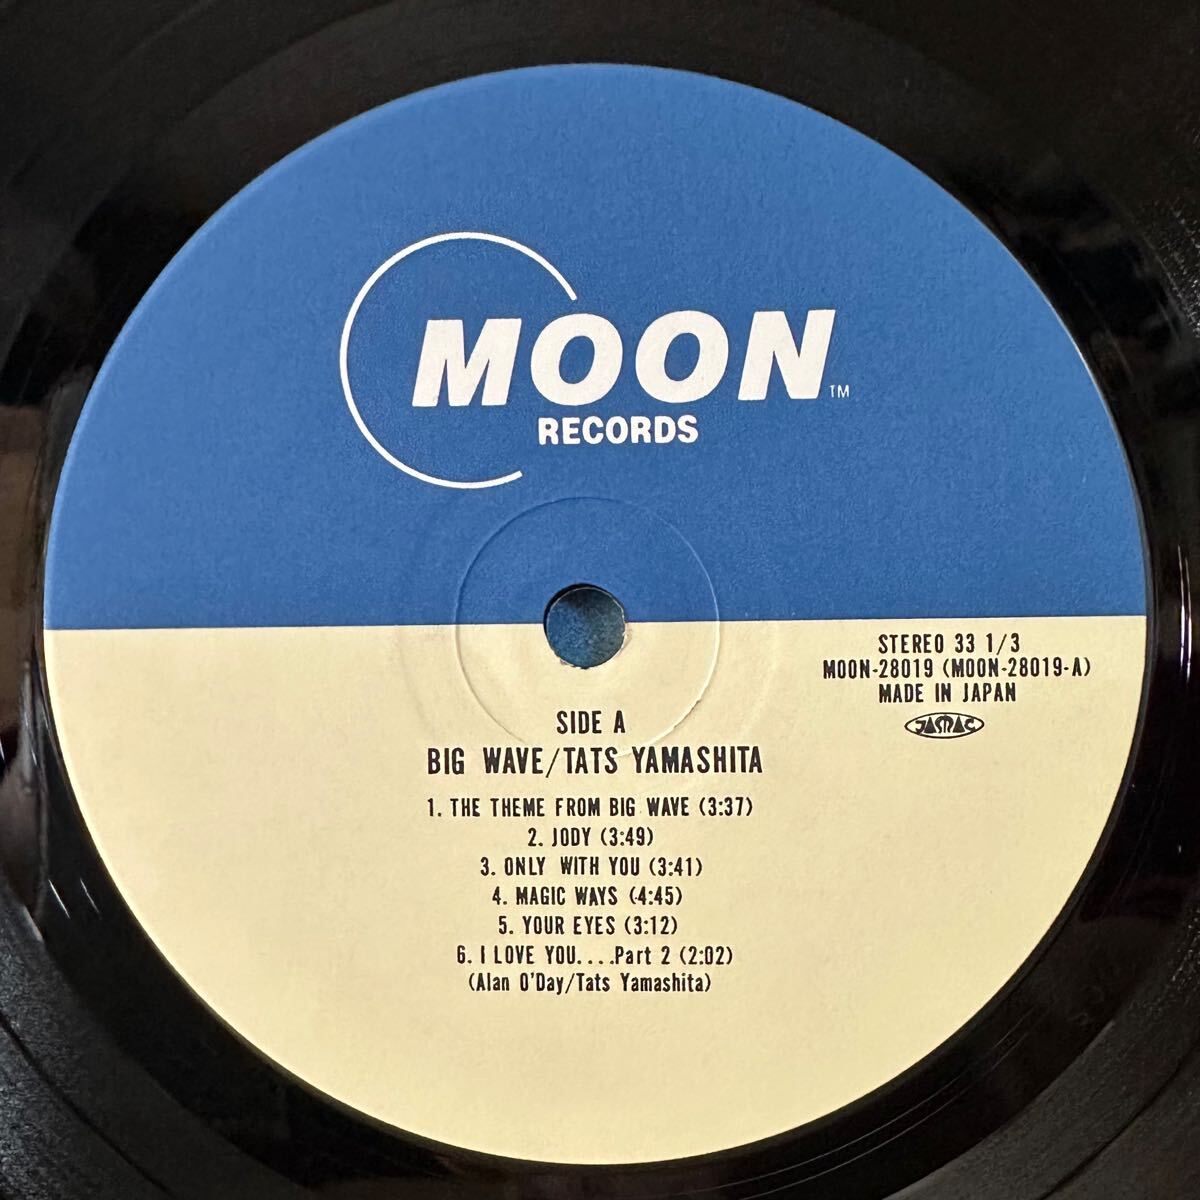 MOON™
RECORDS
STEREO 33 1/3
MOON-28019 (MOON-28019-A)
MADE IN JAPAN
JASRAC
SIDE A
BIG WAVE/TATS YAMASHITA
1. THE THEME FROM BIG WAVE (3:37)
2. JODY (3:49)
3. ONLY WITH YOU (3:41)
4. MAGIC WAYS (4:45)
5. YOUR EYES (3:12)
6. I LOVE YOU....Part 2 (2:02)
(Alan O'Day/Tats Yamashita)